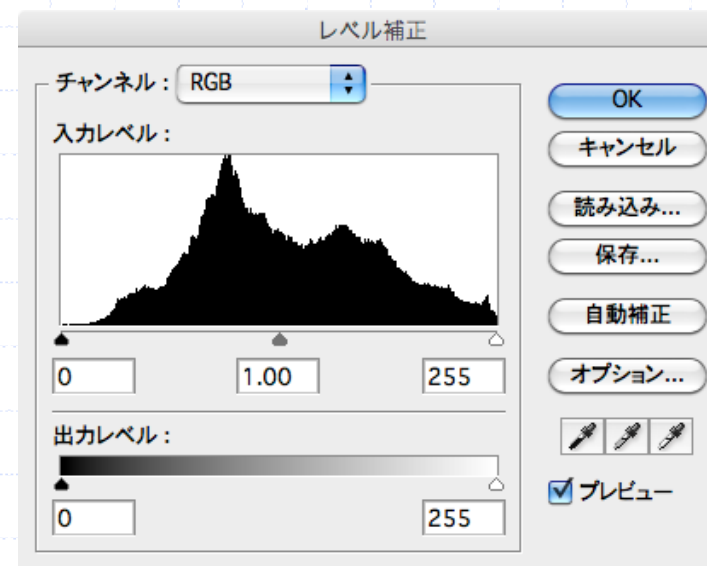 レベル補正
チャンネル : RGB
入力レベル :
0 1.00 255
出力レベル :
0 255
OK
キャンセル
読み込み...
保存...
自動補正
オプション...
プレビュー